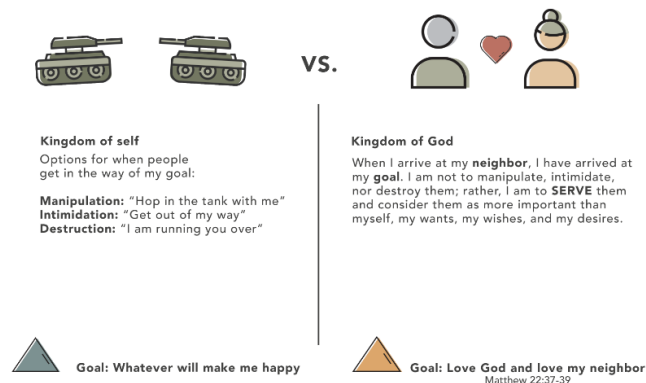 VS.
Kingdom of self
Options for when people
get in the way of my goal:
Manipulation: “Hop in the tank with me”
Intimidation: “Get out of my way”
Destruction: “I am running you over”
Goal: Whatever will make me happy
Kingdom of God
When I arrive at my neighbor, I have arrived at
my goal. I am not to manipulate, intimidate,
nor destroy them; rather, I am to SERVE them
and consider them as more important than
myself, my wants, my wishes, and my desires.
Goal: Love God and love my neighbor
Matthew 22:37-39